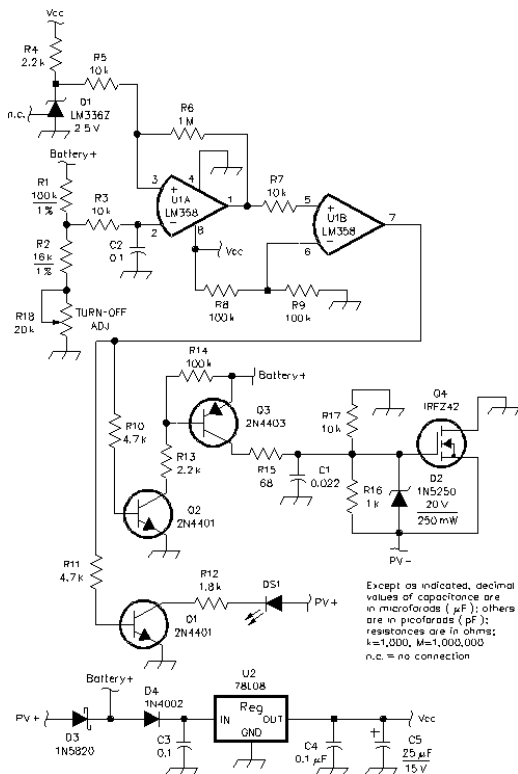 Vcc
R4
2.2k
R5
10k
n.c.
D1
LM336Z
2.5V
R6
1M
Battery+
R1
100k
1%
R3
10k
3
+
U1A
LM358
4
1
2
−
8
R7
10k
5
+
U1B
LM358
7
6
−
C2
0.1
R2
16k
1%
Vcc
R8
100k
R9
100k
R18
20k
TURN-OFF
ADJ
R14
100k
Battery+
Q3
2N4403
R10
4.7k
R13
2.2k
R15
68
C1
0.022
R17
10k
Q4
IRFZ42
R16
1k
D2
1N5250
20V
250mW
PV−
Q2
2N4401
R11
4.7k
R12
1.8k
DS1
PV+
Q1
2N4401
Except as indicated, decimal
values of capacitance are
in microfarads ( µF ); others
are in picofarads ( pF );
resistances are in ohms;
k=1,000, M=1,000,000
n.c. = no connection
Battery+
PV+
D3
1N5820
D4
1N4002
U2
78L08
Reg
IN
OUT
GND
C3
0.1
C4
0.1 µF
Vcc
+
C5
25 µF
15V